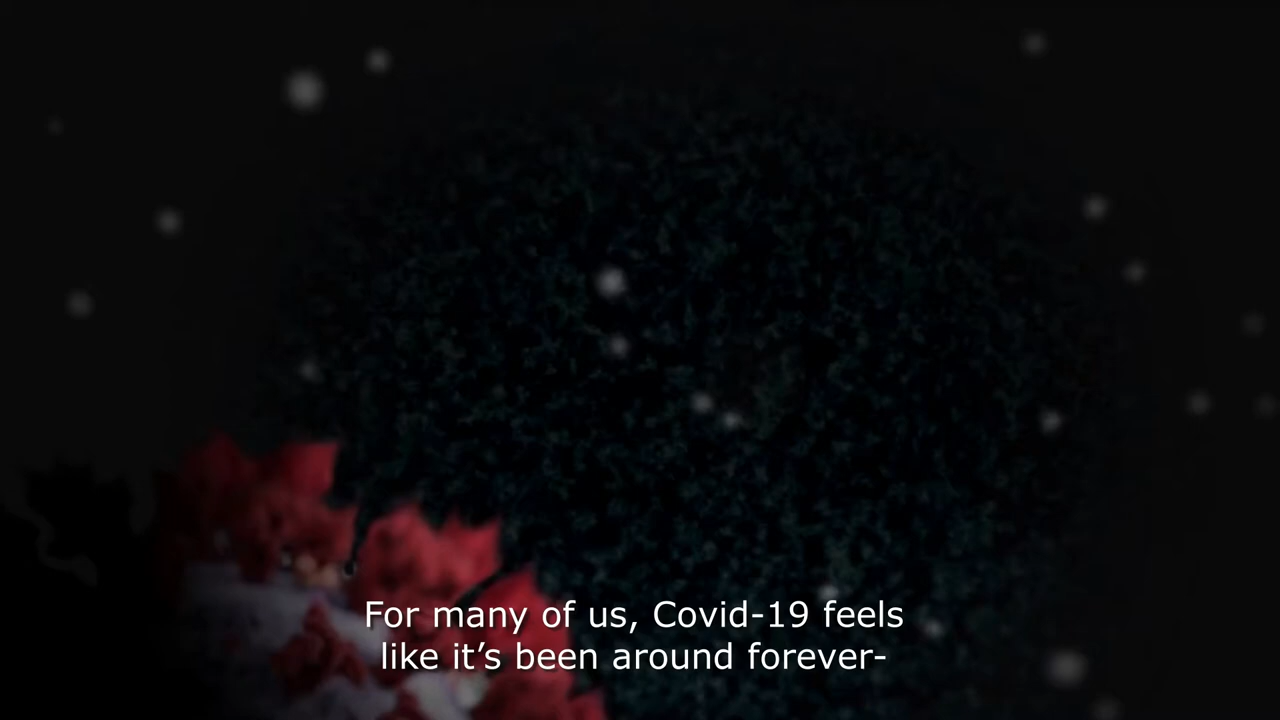 For many of us, Covid-19 feels
like it’s been around forever-